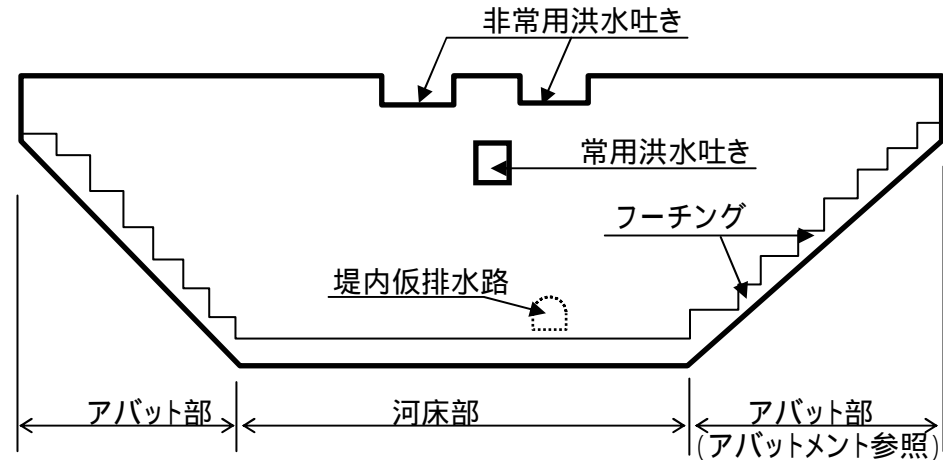 非常用洪水吐き
常用洪水吐き
フーチング
堤内仮排水路
アバット部
河床部
アバット部
(アバットメント参照)